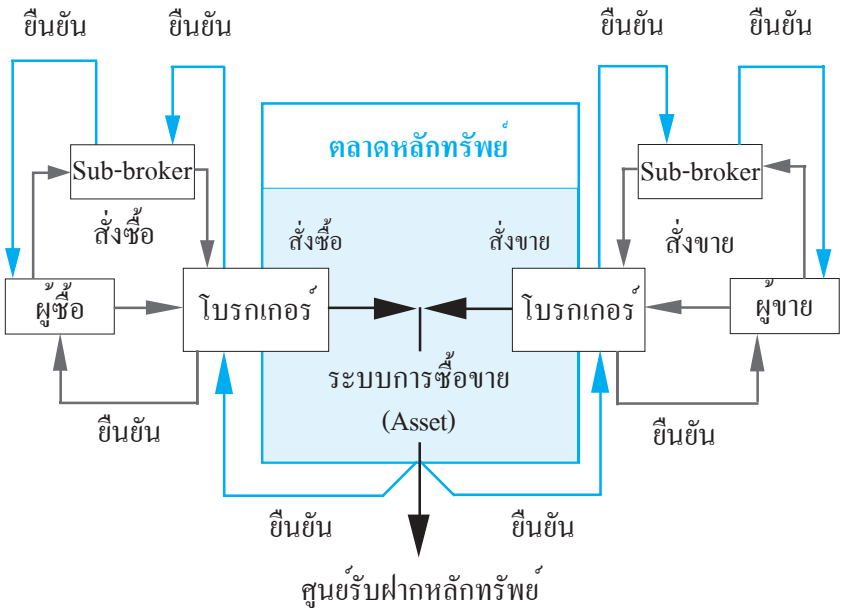 ยืนยัน
ยืนยัน
ยืนยัน
ยืนยัน
ตลาดหลักทรัพย์
Sub-broker
Sub-broker
สั่งซื้อ
สั่งซื้อ
สั่งขาย
สั่งขาย
ผู้ซื้อ
โบรกเกอร์
โบรกเกอร์
ผู้ขาย
ระบบการซื้อขาย
(Asset)
ยืนยัน
ยืนยัน
ยืนยัน
ยืนยัน
ศูนย์รับฝากหลักทรัพย์